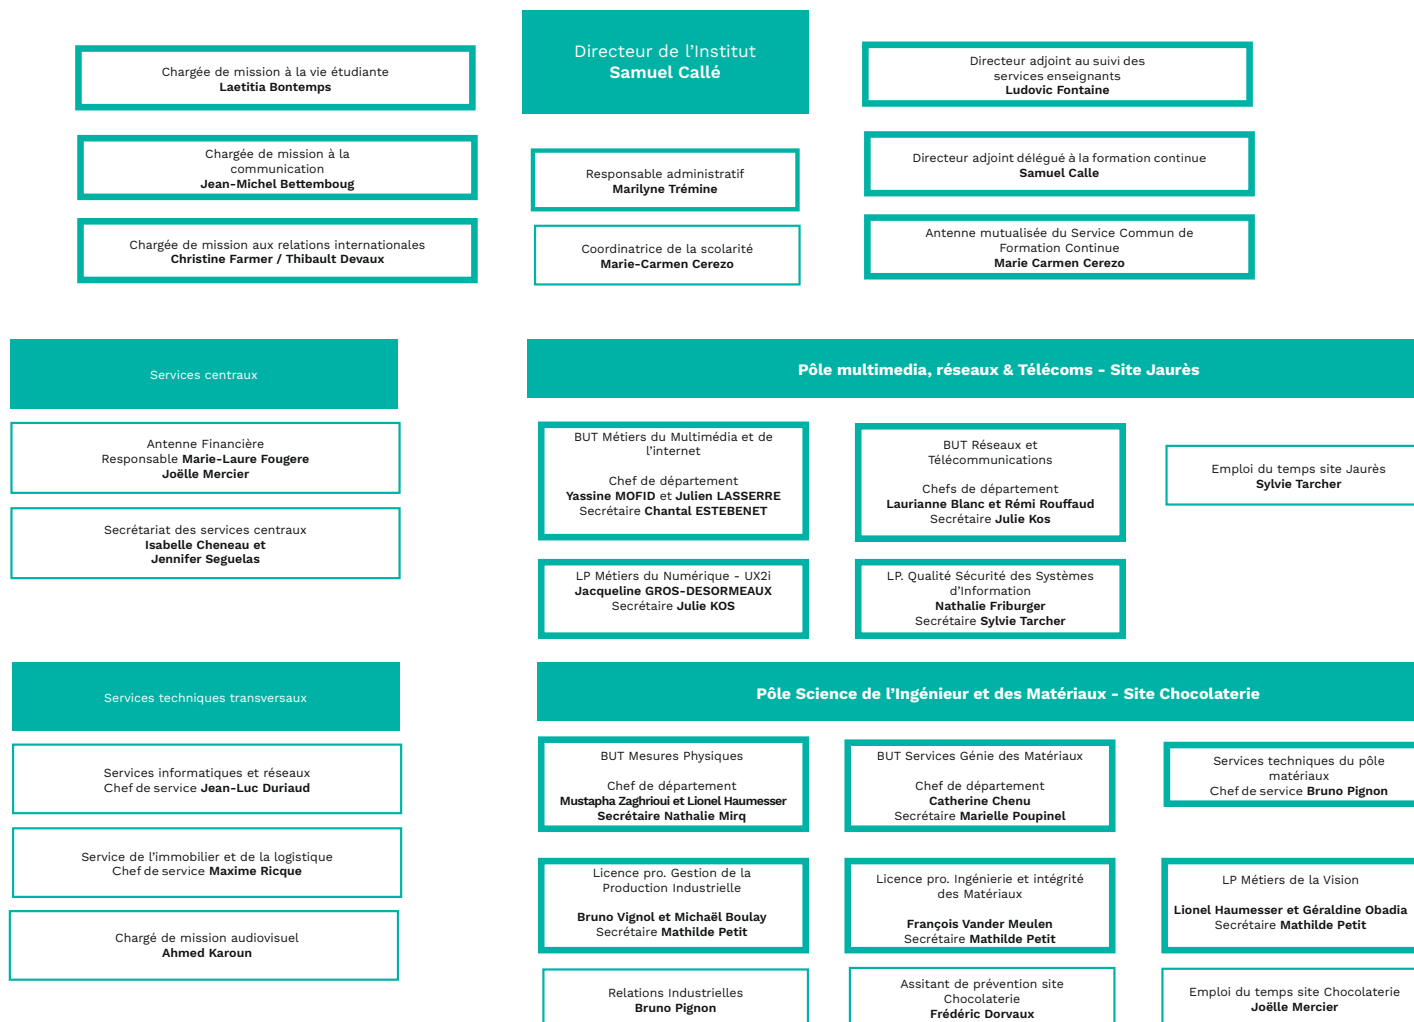 Directeur de l'Institut
Samuel Callé
Chargée de mission à la vie étudiante
Laetitia Bontemps
Directeur adjoint au suivi des
services enseignants
Ludovic Fontaine
Chargée de mission à la
communication
Jean-Michel Bettemboug
Responsable administratif
Marilyne Trémine
Directeur adjoint délégué à la formation continue
Samuel Calle
Chargée de mission aux relations internationales
Christine Farmer / Thibault Devaux
Coordinatrice de la scolarité
Marie-Carmen Cerezo
Antenne mutualisée du Service Commun de
Formation Continue
Marie Carmen Cerezo
Services centraux
Antenne Financière
Responsable Marie-Laure Fougere
Joëlle Mercier
Secrétariat des services centraux
Isabelle Cheneau et
Jennifer Seguelas
Pôle multimedia, réseaux & Télécoms - Site Jaurès
BUT Métiers du Multimédia et de
l'internet
Chef de département
Yassine MOFID et Julien LASSERRE
Secrétaire Chantal ESTEBENET
BUT Réseaux et
Télécommunications
Chefs de département
Laurianne Blanc et Rémi Rouffaud
Secrétaire Julie Kos
Emploi du temps site Jaurès
Sylvie Tarcher
LP Métiers du Numérique - UX2i
Jacqueline GROS-DESORMEAUX
Secrétaire Julie KOS
LP. Qualité Sécurité des Systèmes
d'Information
Nathalie Friburger
Secrétaire Sylvie Tarcher
Services techniques transversaux
Services informatiques et réseaux
Chef de service Jean-Luc Duriaud
Service de l'immobilier et de la logistique
Chef de service Maxime Ricque
Chargé de mission audiovisuel
Ahmed Karoun
Pôle Science de l'Ingénieur et des Matériaux - Site Chocolaterie
BUT Mesures Physiques
Chef de département
Mustapha Zaghrioui et Lionel Haumesser
Secrétaire Nathalie Mirq
BUT Services Génie des Matériaux
Chef de département
Catherine Chenu
Secrétaire Marielle Poupinel
Services techniques du pôle
matériaux
Chef de service Bruno Pignon
Licence pro. Gestion de la
Production Industrielle
Bruno Vignol et Michaël Boulay
Secrétaire Mathilde Petit
Licence pro. Ingénierie et intégrité
des Matériaux
François Vander Meulen
Secrétaire Mathilde Petit
LP Métiers de la Vision
Lionel Haumesser et Géraldine Obadia
Secrétaire Mathilde Petit
Relations Industrielles
Bruno Pignon
Assitant de prévention site
Chocolaterie
Frédéric Dorvaux
Emploi du temps site Chocolaterie
Joëlle Mercier